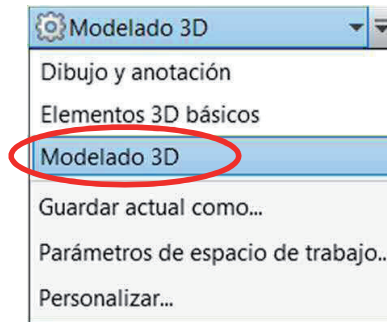 Modelado 3D
Dibujo y anotación
Elementos 3D básicos
Modelado 3D
Guardar actual como...
Parámetros de espacio de trabajo..
Personalizar...